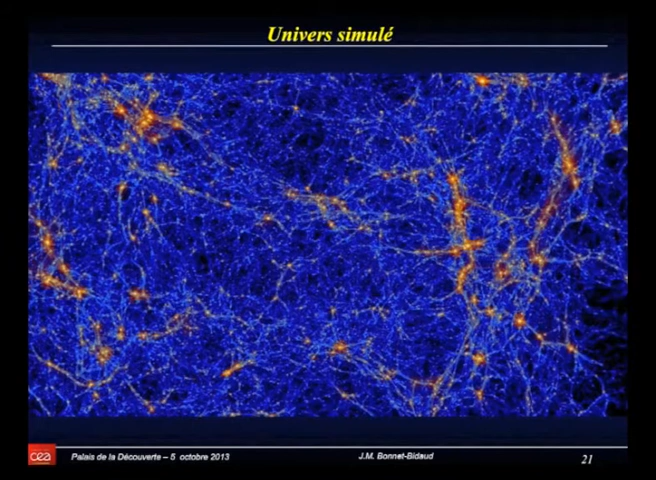 Univers simulé
cea
Palais de la Découverte – 5 octobre 2013
J.M. Bonnet-Bidaud
21